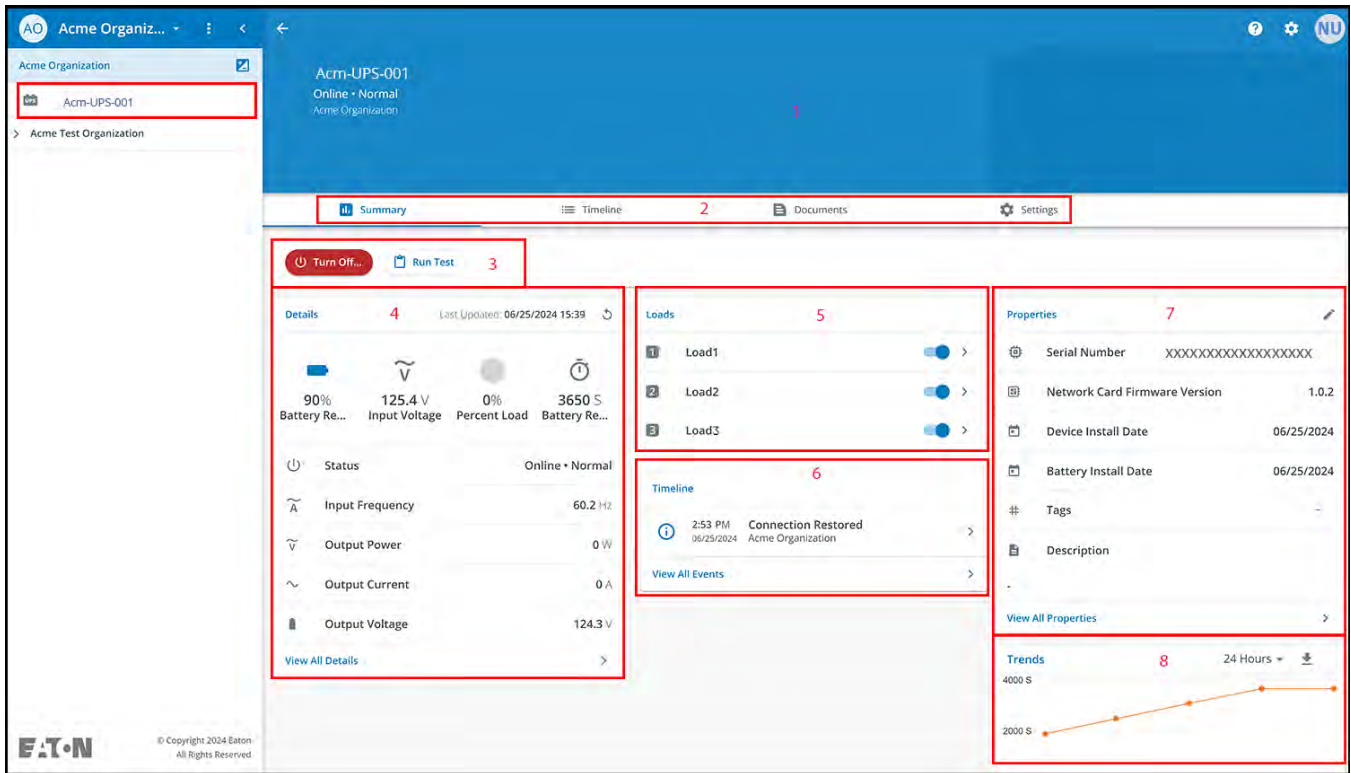 AO Acme Organiz...
NU
Acme Organization
UPS Acm-UPS-001
Acme Test Organization
Acm-UPS-001
Online • Normal
Acme Organization
1
Summary
Timeline
2
Documents
Settings
Turn Off...
Run Test
3
Details
4
Last Updated: 06/25/2024 15:39
90%
Battery Re...
V
125.4 V
Input Voltage
0%
Percent Load
3650 S
Battery Re...
Status Online • Normal
A Input Frequency 60.2 Hz
V Output Power 0 W
Output Current 0 A
Output Voltage 124.3 V
View All Details
Loads
5
1 Load1
2 Load2
3 Load3
6
Timeline
2:53 PM Connection Restored
06/25/2024 Acme Organization
View All Events
Properties
7
Serial Number XXXXXXXXXXXXXXXXXX
Network Card Firmware Version 1.0.2
Device Install Date 06/25/2024
Battery Install Date 06/25/2024
# Tags -
Description
-
View All Properties
Trends
8
24 Hours
4000 S
2000 S
EATON
© Copyright 2024 Eaton
All Rights Reserved